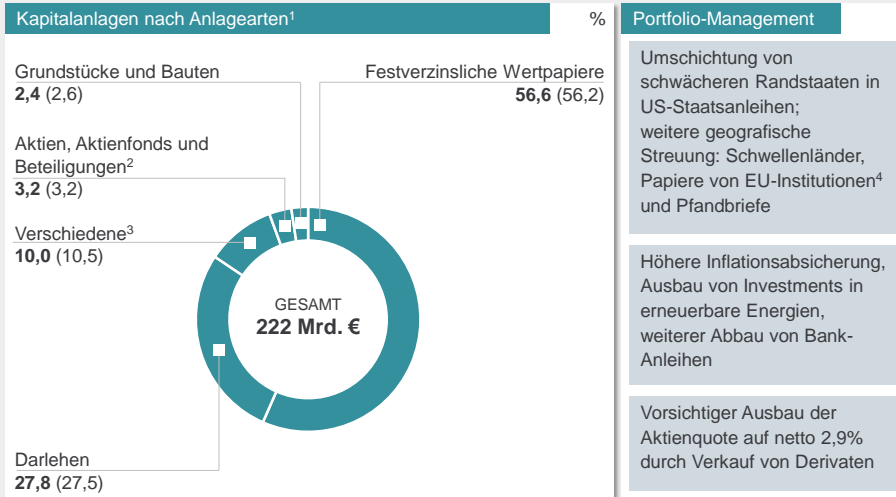 Kapitalanlagen nach Anlagearten¹
%
Grundstücke und Bauten
2,4 (2,6)
Festverzinsliche Wertpapiere
56,6 (56,2)
Aktien, Aktienfonds und
Beteiligungen²
3,2 (3,2)
Verschiedene³
10,0 (10,5)
GESAMT
222 Mrd. €
Darlehen
27,8 (27,5)
Portfolio-Management
Umschichtung von
schwächeren Randstaaten in
US-Staatsanleihen;
weitere geografische
Streuung: Schwellenländer,
Papiere von EU-Institutionen⁴
und Pfandbriefe
Höhere Inflationsabsicherung,
Ausbau von Investments in
erneuerbare Energien,
weiterer Abbau von Bank-
Anleihen
Vorsichtiger Ausbau der
Aktienquote auf netto 2,9%
durch Verkauf von Derivaten